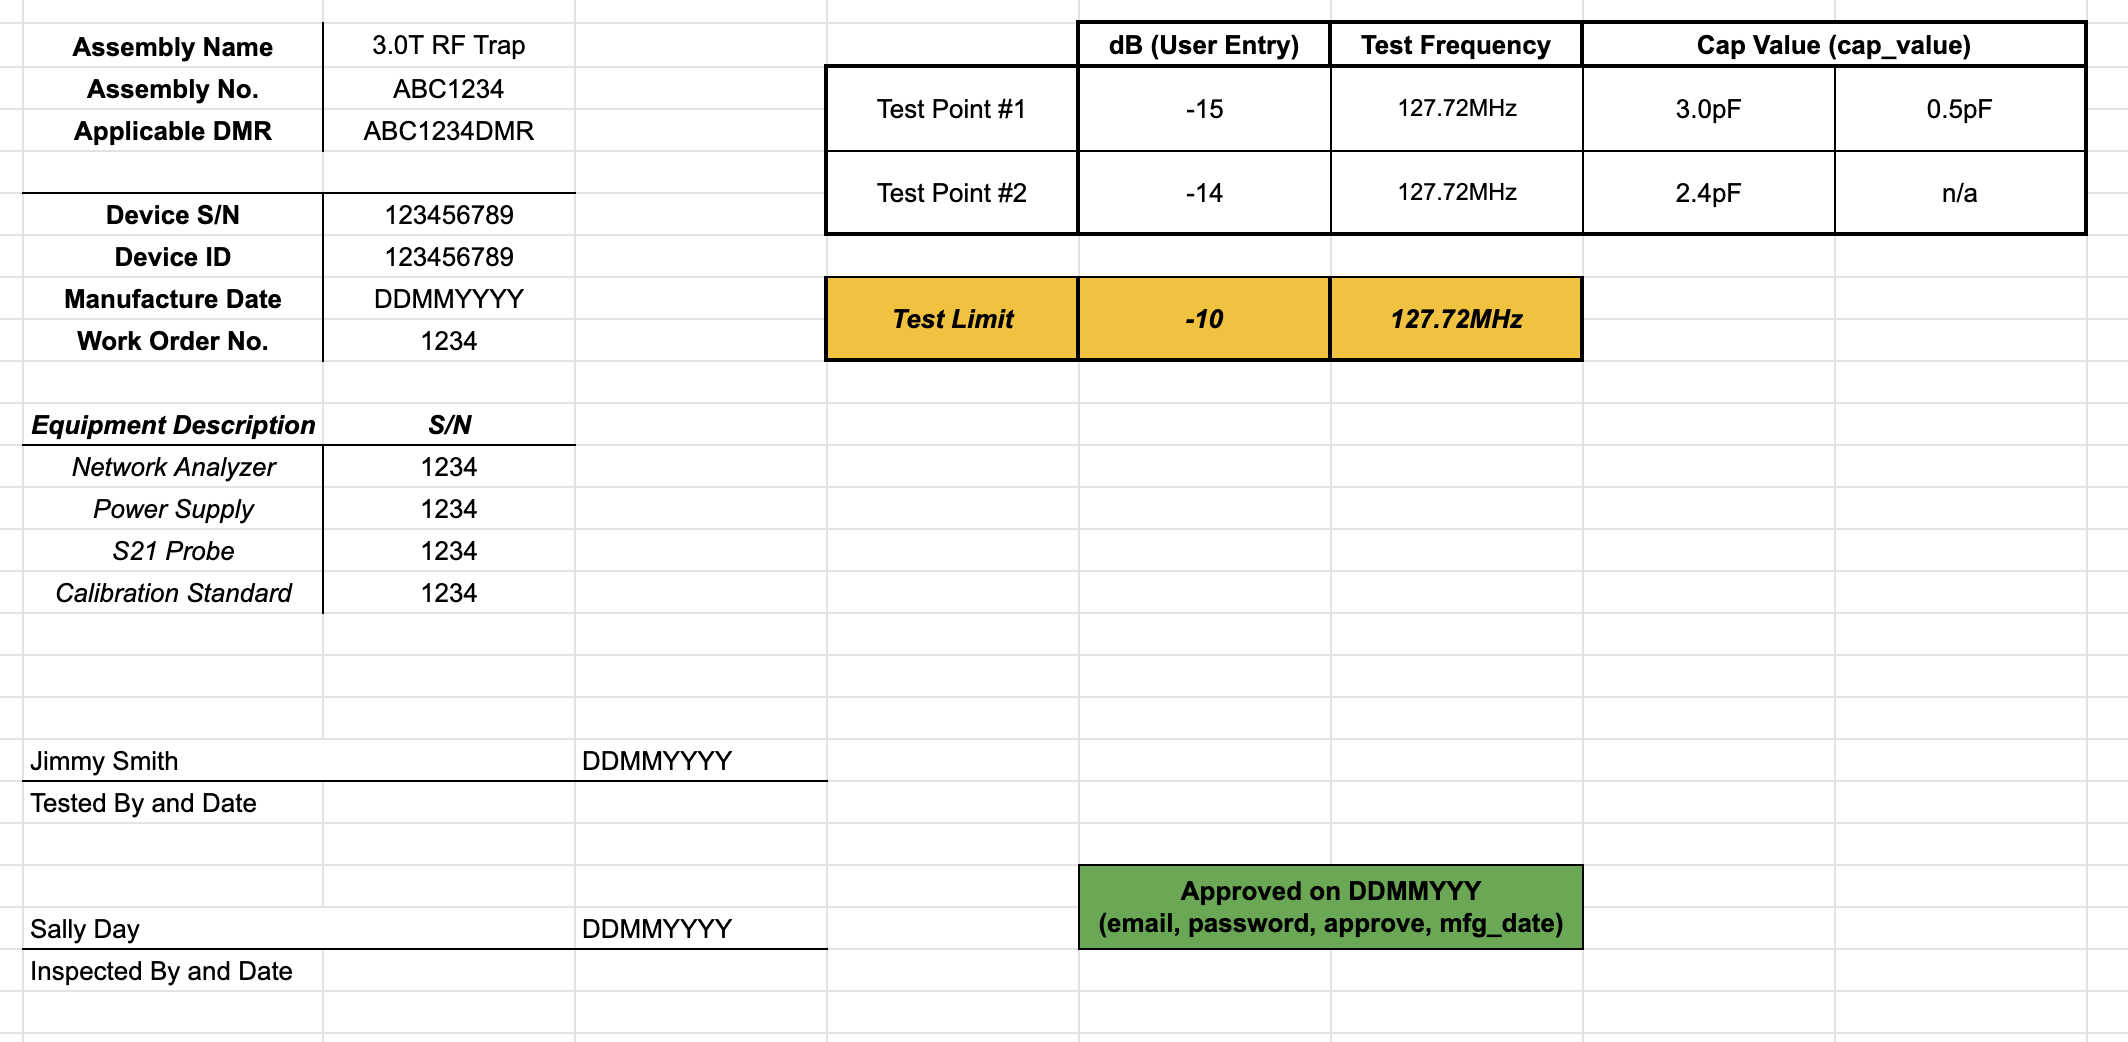 Assembly Name 3.0T RF Trap
Assembly No. ABC1234
Applicable DMR ABC1234DMR
Device S/N 123456789
Device ID 123456789
Manufacture Date DDMMYYYY
Work Order No. 1234
Equipment Description S/N
Network Analyzer 1234
Power Supply 1234
S21 Probe 1234
Calibration Standard 1234
Jimmy Smith DDMMYYYY
Tested By and Date
Sally Day DDMMYYYY
Inspected By and Date
dB (User Entry) Test Frequency Cap Value (cap_value)
Test Point #1 -15 127.72MHz 3.0pF 0.5pF
Test Point #2 -14 127.72MHz 2.4pF n/a
Test Limit -10 127.72MHz
Approved on DDMMYYY
(email, password, approve, mfg_date)